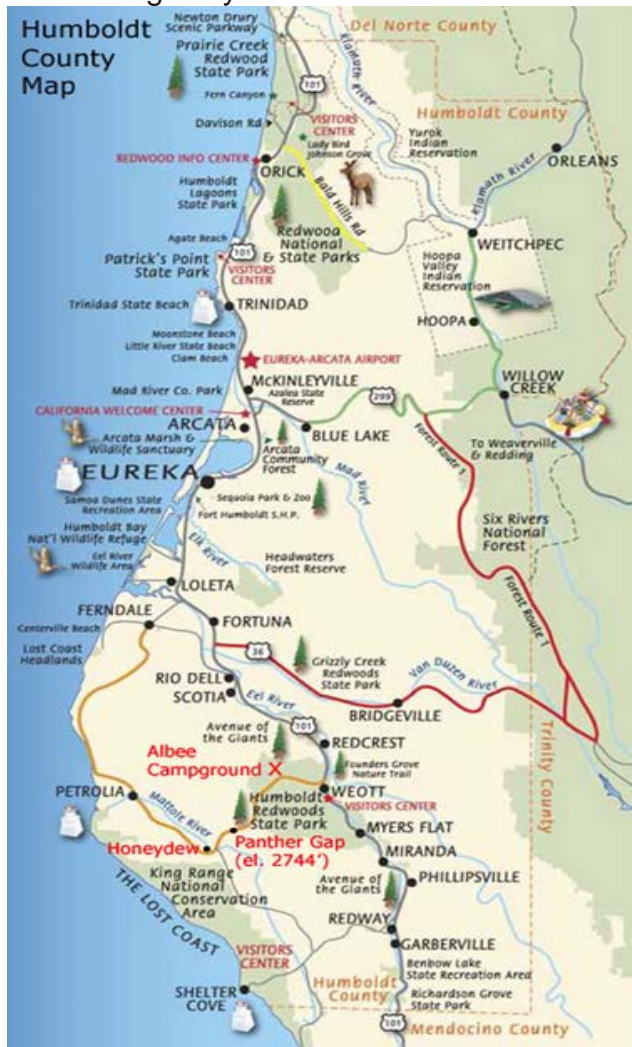 Humboldt
County
Map
Newton Drury
Scenic Parkway
Prairie Creek
Redwood
State Park
Fern Canyon
Davison Rd
101
VISITORS
CENTER
Lady Bird
Johnson Grove
REDWOOD INFO CENTER
ORICK
Humboldt
Lagoons
State Park
Bald Hills Rd
Redwood
National
& State Parks
Klamath River
Del Norte County
Humboldt County
Yurok
Indian
Reservation
ORLEANS
Klamath River
WEITCHPEC
Agate Beach
Patrick's Point
State Park
101
VISITORS
CENTER
Hoopa
Valley
Indian
Reservation
HOOPA
Trinidad State Beach
TRINIDAD
Moonstone Beach
Little River State Beach
Clam Beach
EUREKA-ARCATA AIRPORT
WILLOW
CREEK
Mad River Co. Park
McKINLEYVILLE
Azalea State
Reserve
299
CALIFORNIA WELCOME CENTER
ARCATA
BLUE LAKE
Arcata Marsh &
Wildlife Sanctuary
Arcata
Community
Forest
Mad River
Forest Route 1
To Weaverville
& Redding
EUREKA
Samoa Dunes State
Recreation Area
Sequoia Park & Zoo
Fort Humboldt S.H.P.
Six Rivers
National
Forest
Humboldt Bay
Nat'l Wildlife Refuge
Elk River
Headwaters
Forest Reserve
Eel River
Wildlife Area
LOLETA
Forest Route 1
FERNDALE
Centerville Beach
FORTUNA
Lost Coast
Headlands
36
Grizzly Creek
Redwoods
State Park
Van Duzen River
RIO DELL
SCOTIA
Eel River
BRIDGEVILLE
Avenue of
the Giants
101
REDCREST
Trinity County
Albee
Campground X
Founders Grove
Nature Trail
WEOTT
VISITORS CENTER
PETROLIA
Mattole River
Humboldt
Redwoods
State Park
MYERS FLAT
Honeydew
Panther Gap
(el. 2744')
MIRANDA
King Range
National
Conservation
Area
Avenue of
the Giants
PHILLIPSVILLE
THE LOST COAST
REDWAY
GARBERVILLE
VISITORS
CENTER
Benbow Lake
State Recreation Area
SHELTER
COVE
Humboldt
County
Richardson Grove
State Park
101
Mendocino County